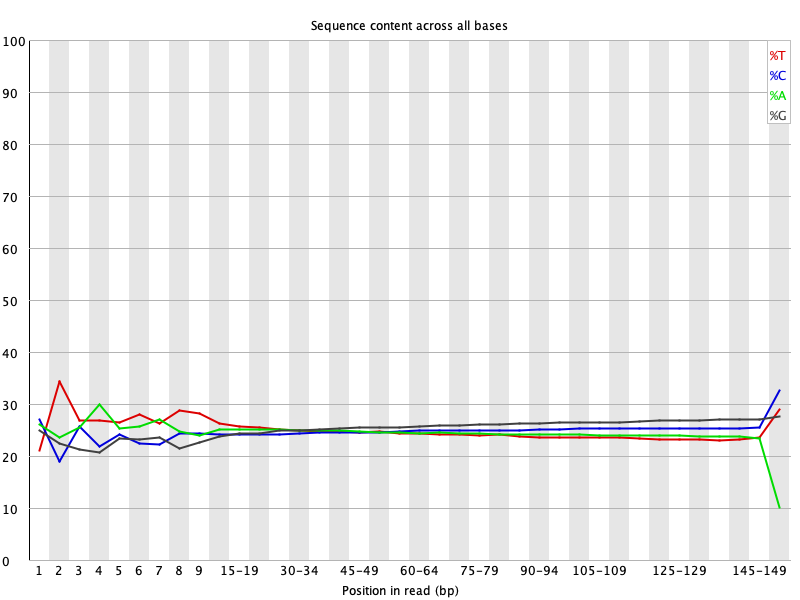 Sequence content across all bases
100
90
80
70
60
50
40
30
20
10
0
%T
%C
%A
%G
1 2 3 4 5 6 7 8 9 15-19 30-34 45-49 60-64 75-79 90-94 105-109 125-129 145-149
Position in read (bp)